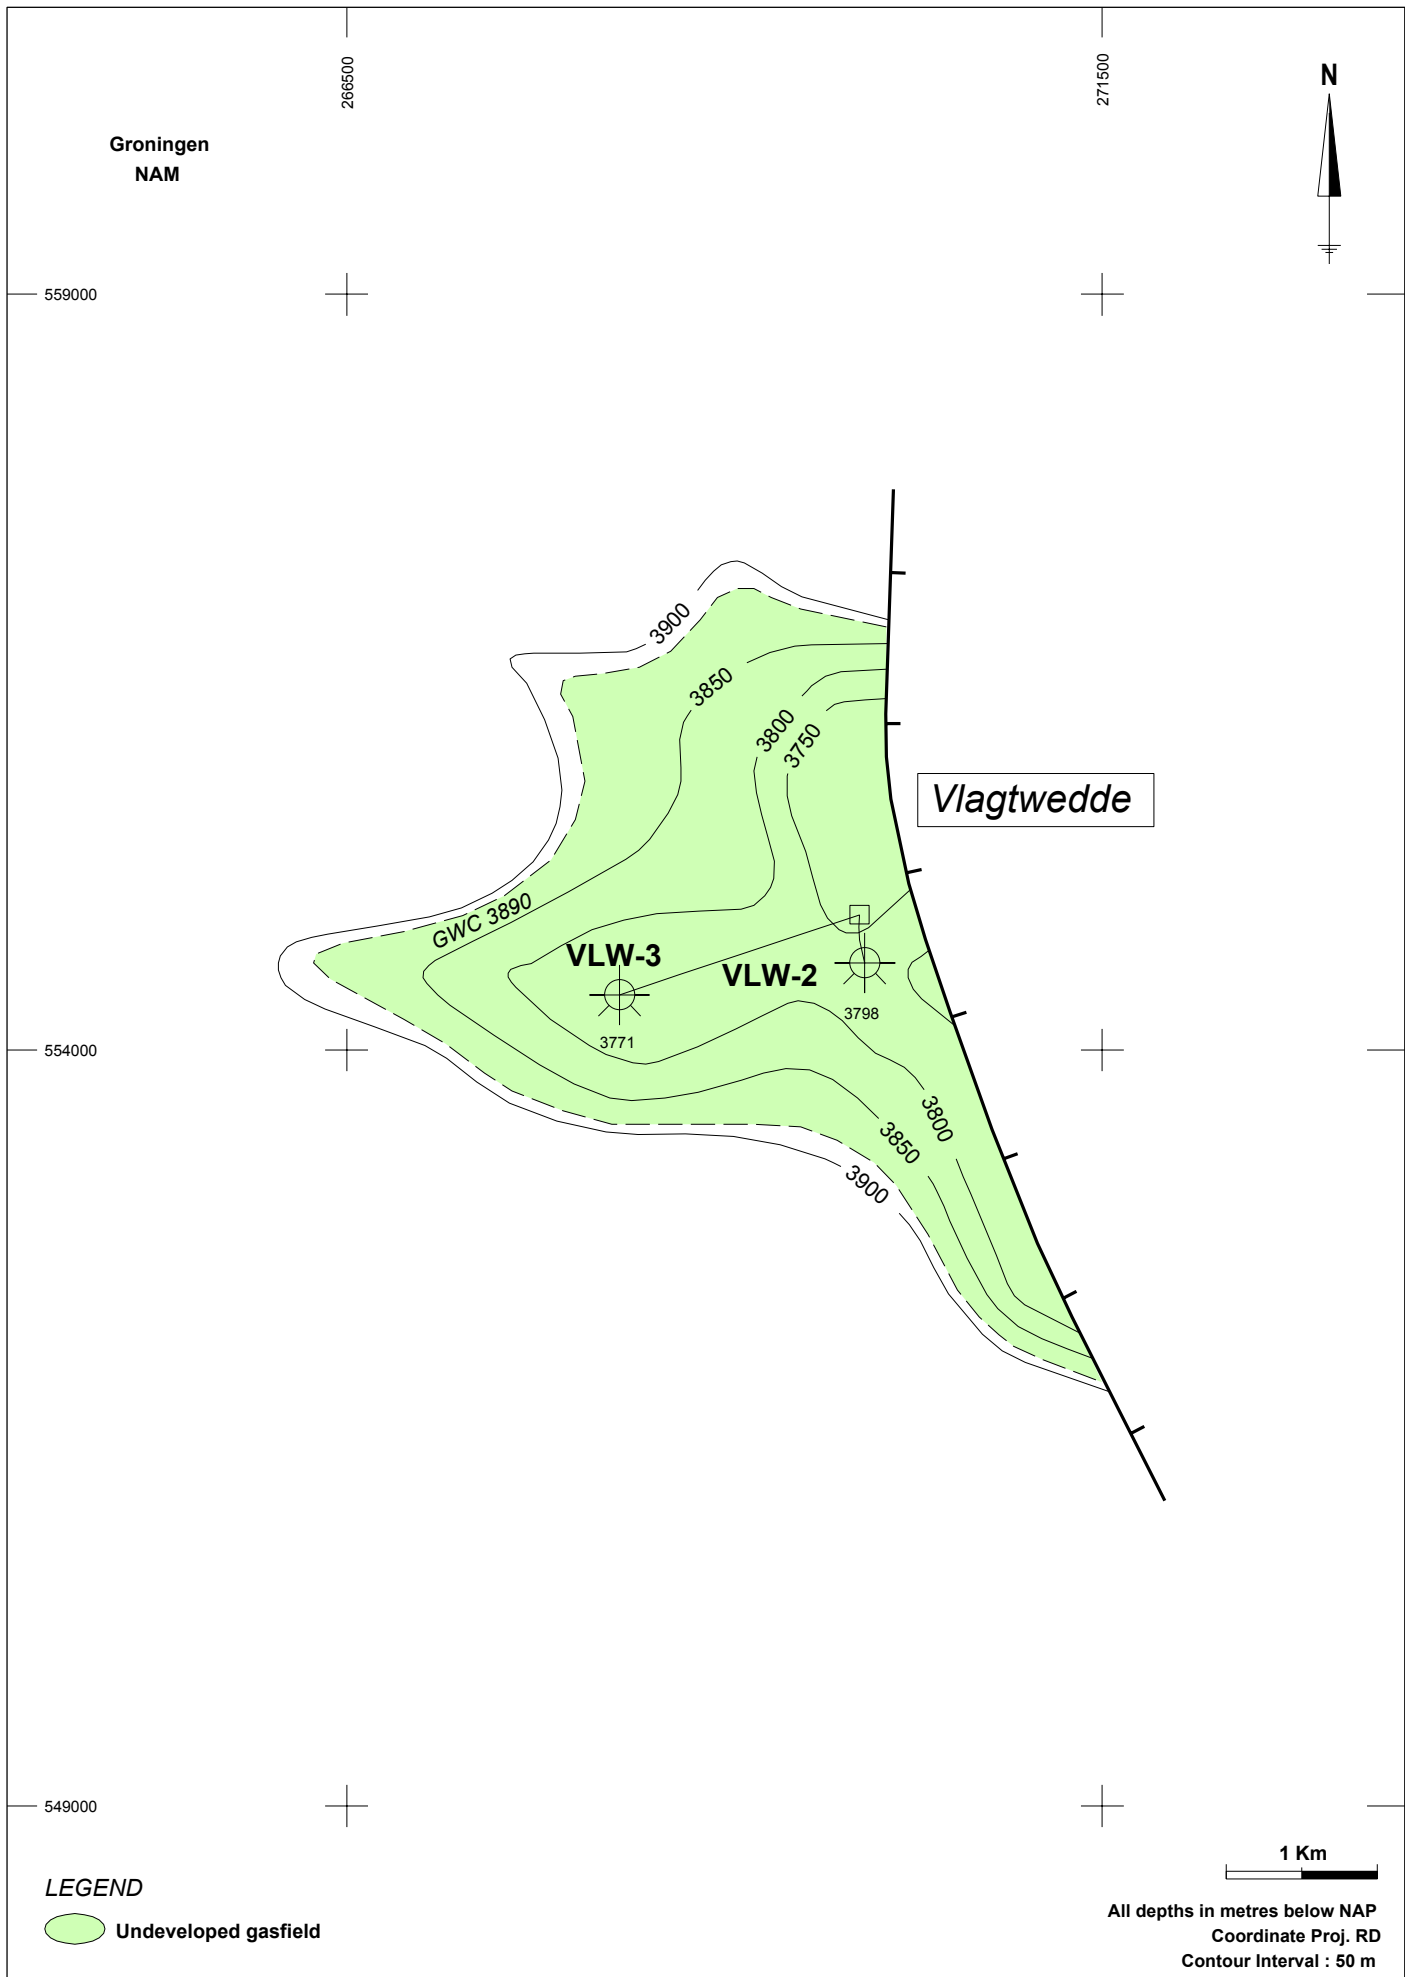 266500
271500
N
Groningen
NAM
559000
3900
3850
3800
3750
Vlagtwedde
GWC 3890
VLW-3
VLW-2
3798
3771
554000
3800
3850
3900
549000
1 Km
LEGEND
Undeveloped gasfield
All depths in metres below NAP
Coordinate Proj. RD
Contour Interval : 50 m